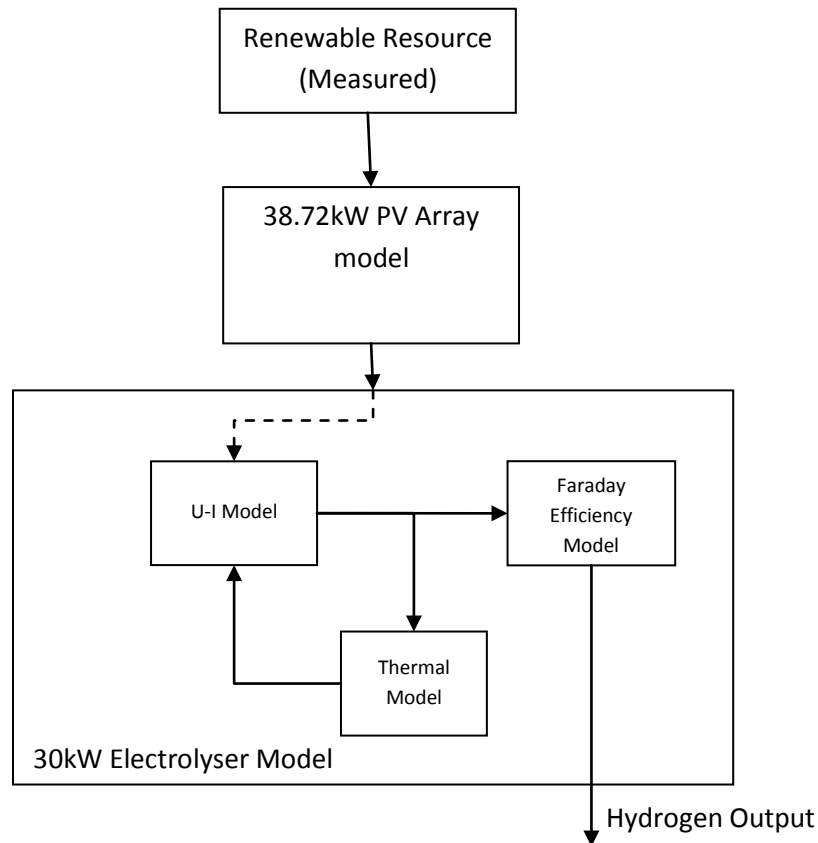 Renewable Resource
(Measured)
38.72kW PV Array
model
U-I Model
Faraday
Efficiency
Model
Thermal
Model
30kW Electrolyser Model
Hydrogen Output